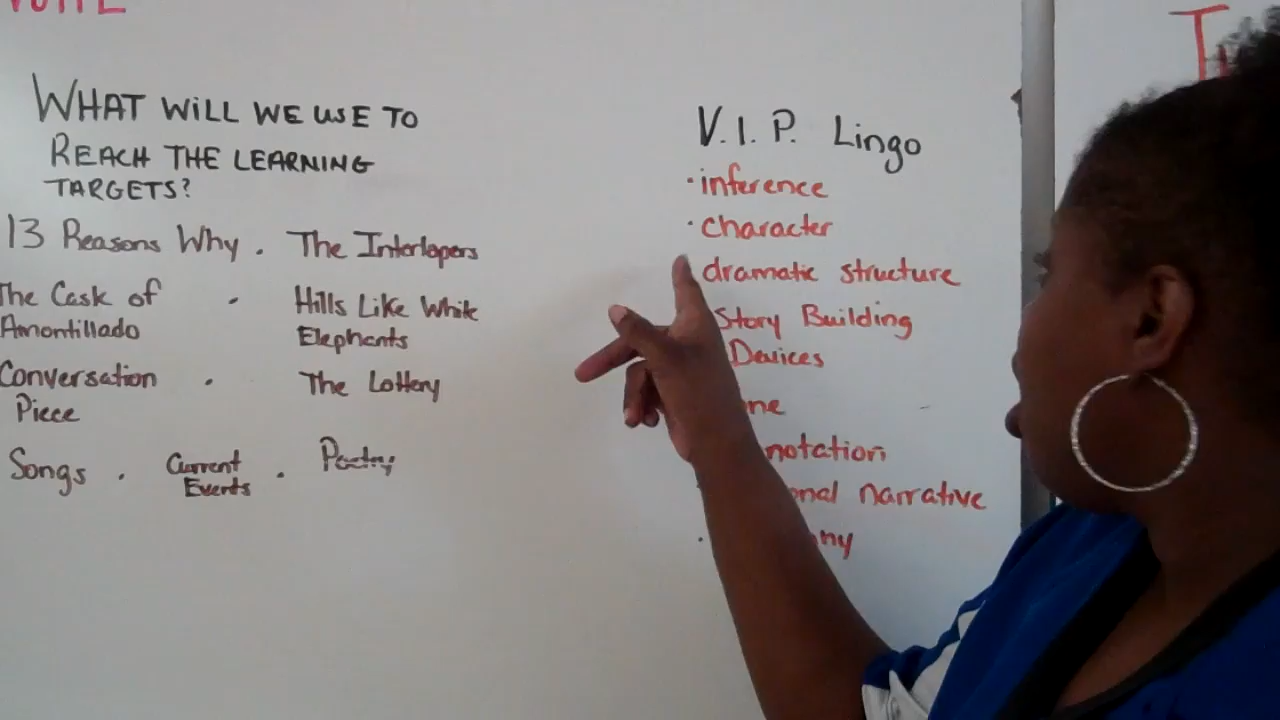 WHAT WILL WE USE TO
REACH THE LEARNING
TARGETS?
13 Reasons Why . The Interlopers
The Cask of
Amontillado
. Hills Like White
Elephants
Conversation
Piece
. The Lottery
Songs . Current
Events
. Poetry
V.I.P. Lingo
· inference
· character
dramatic structure
Story Building
Devices
narrative